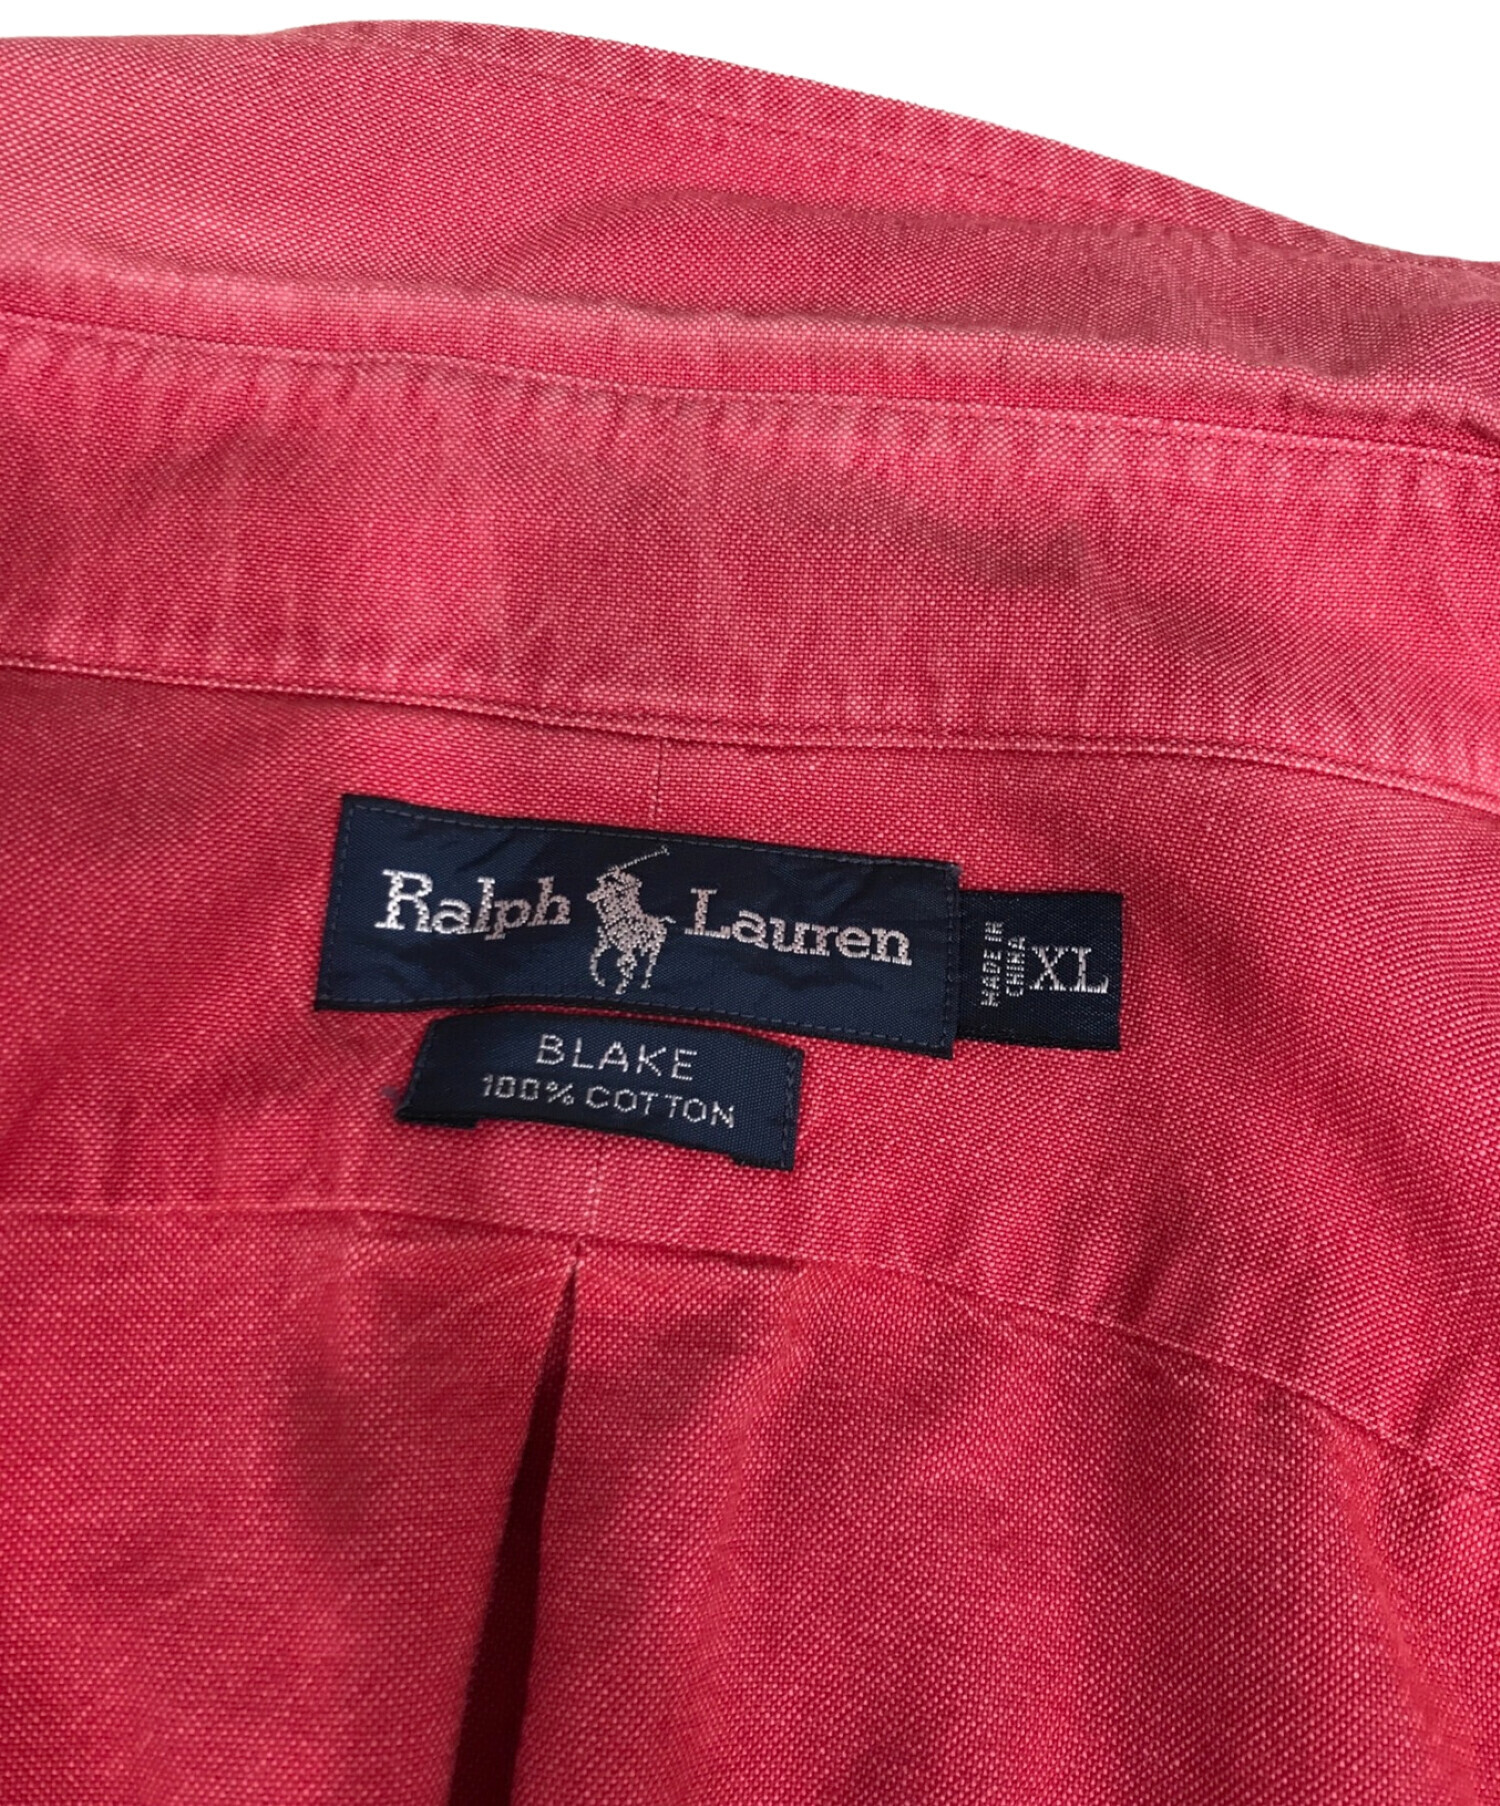 Ralph Lauren
MADE IN
CHINA
XL
BLAKE
100% COTTON